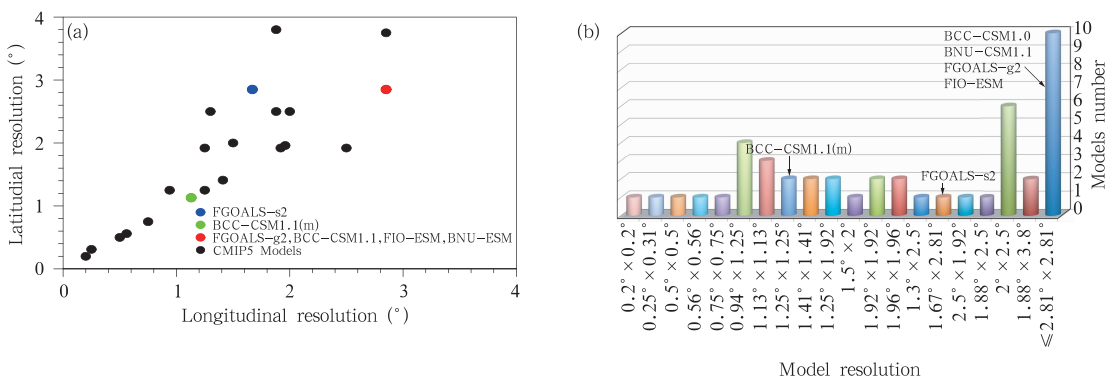 (a)
4
3
2
1
0
0 1 2 3 4
Latitudial resolution (°)
Longitudinal resolution (°)
FGOALS−s2
BCC−CSM1.1(m)
FGOALS−g2,BCC−CSM1.1,FIO−ESM,BNU−ESM
CMIP5 Models
(b)
BCC−CSM1.0
BNU−CSM1.1
FGOALS−g2
FIO−ESM
BCC−CSM1.1(m)
FGOALS−s2
10
9
8
7
6
5
4
3
2
1
0
Models number
0.2°×0.2°
0.25°×0.31°
0.5°×0.5°
0.56°×0.56°
0.75°×0.75°
0.94°×1.25°
1.13°×1.13°
1.25°×1.25°
1.41°×1.41°
1.25°×1.92°
1.5°×2°
1.92°×1.92°
1.96°×1.96°
1.3°×2.5°
1.67°×2.81°
2.5°×1.92°
1.88°×2.5°
2°×2.5°
1.88°×3.8°
≤2.81°×2.81°
Model resolution